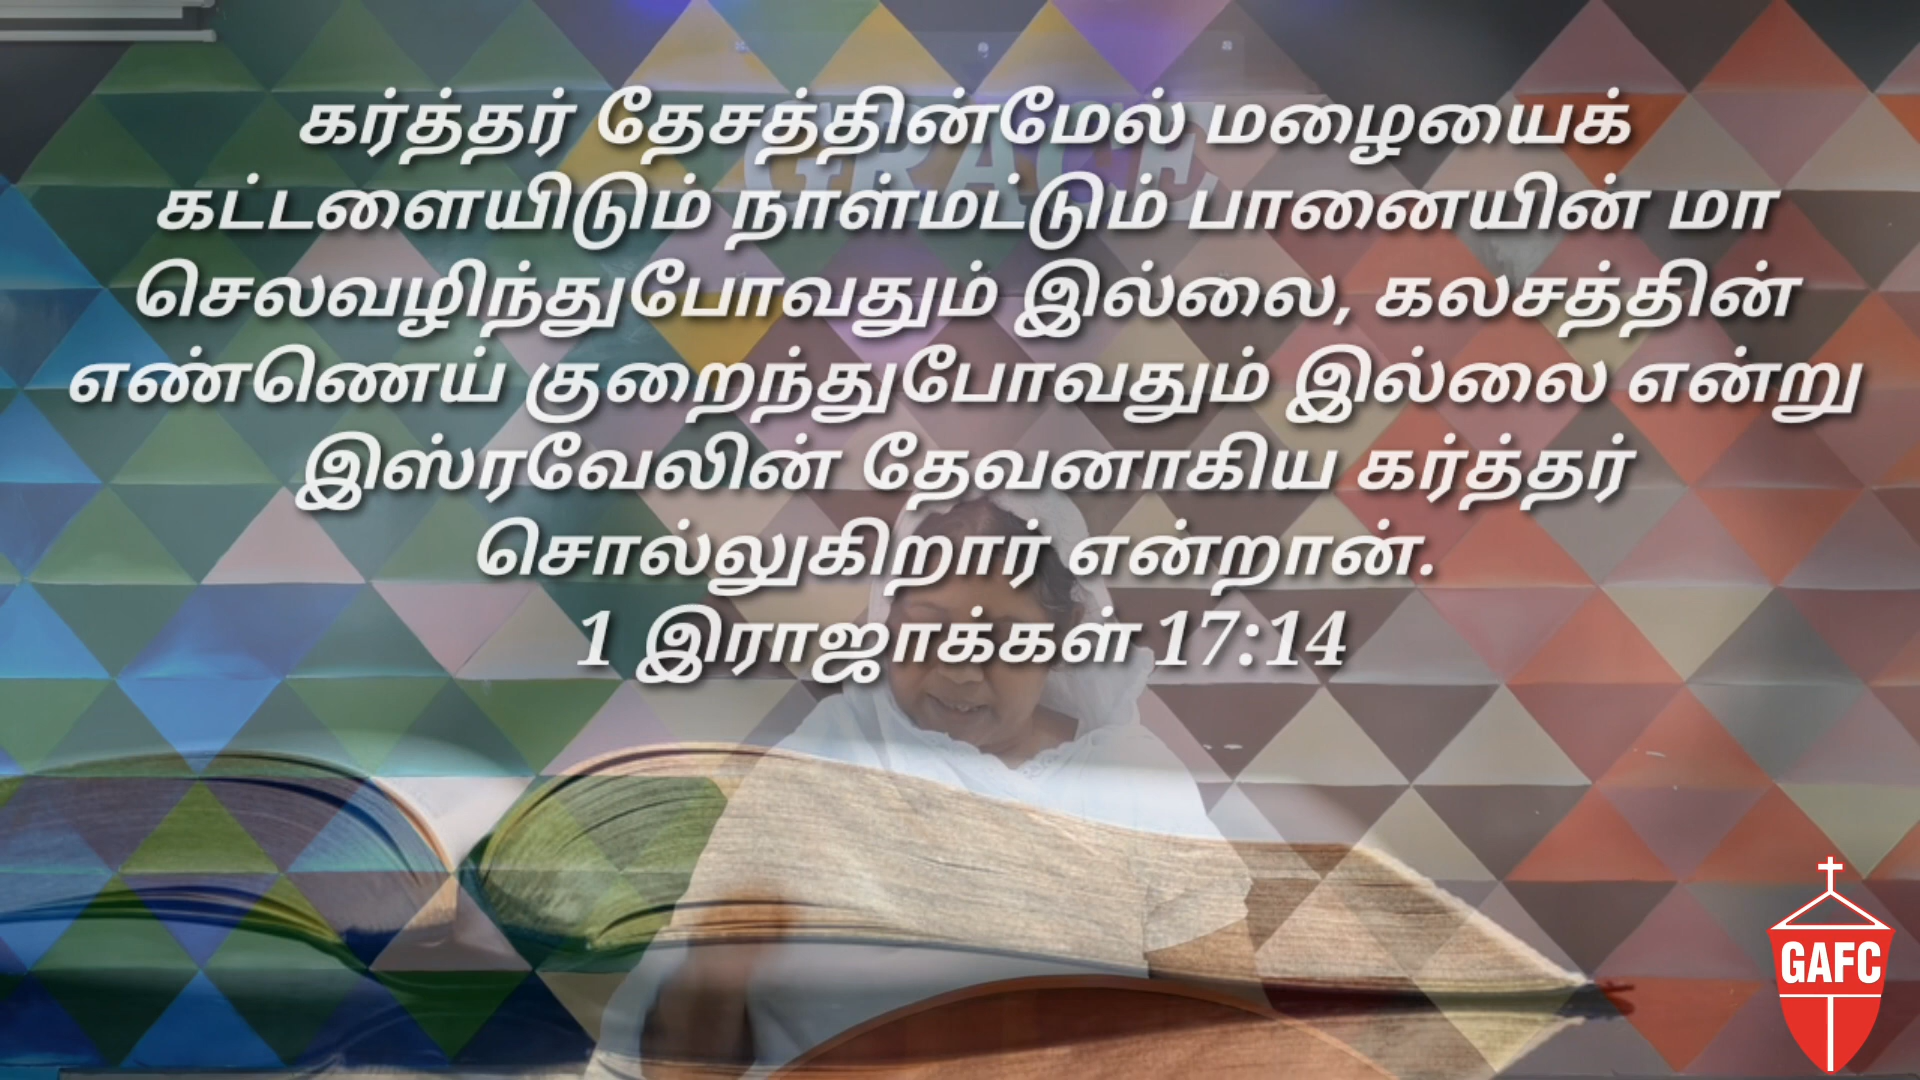 GRACE
கர்த்தர் தேசத்தின்மேல் மழையைக்
கட்டளையிடும் நாள்மட்டும் பானையின் மா
செலவழிந்துபோவதும் இல்லை, கலசத்தின்
எண்ணெய் குறைந்துபோவதும் இல்லை என்று
இஸ்ரவேலின் தேவனாகிய கர்த்தர்
சொல்லுகிறார் என்றான்.
1 இராஜாக்கள் 17:14
GAFC